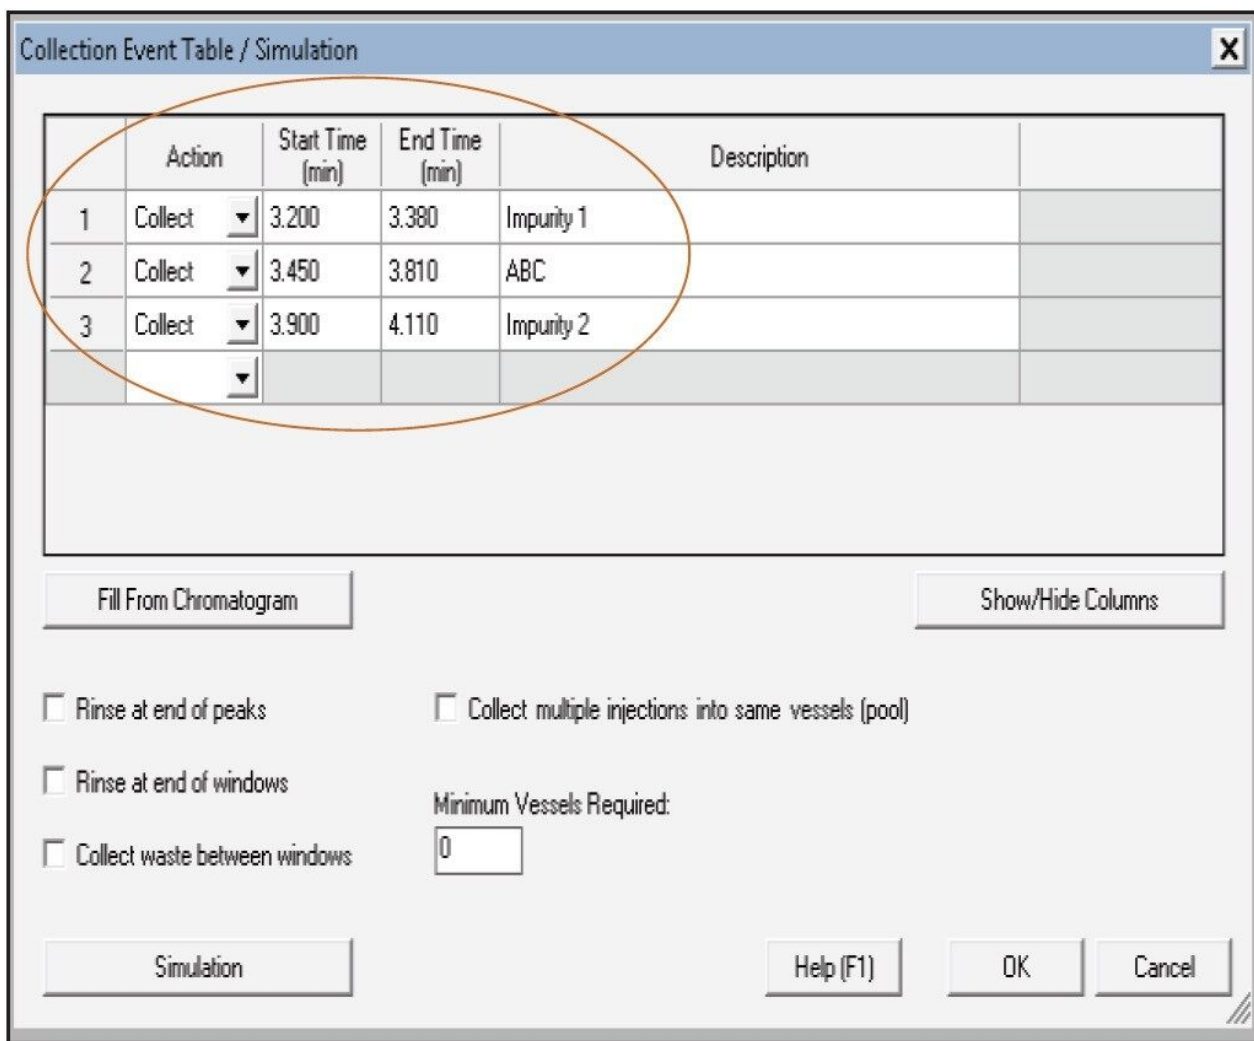 Collection Event Table / Simulation X
Action Start Time (min) End Time (min) Description
1 Collect 3.200 3.380 Impurity 1
2 Collect 3.450 3.810 ABC
3 Collect 3.900 4.110 Impurity 2
Fill From Chromatogram Show/Hide Columns
Rinse at end of peaks Collect multiple injections into same vessels (pool)
Rinse at end of windows
Minimum Vessels Required:
Collect waste between windows 0
Simulation Help (F1) OK Cancel